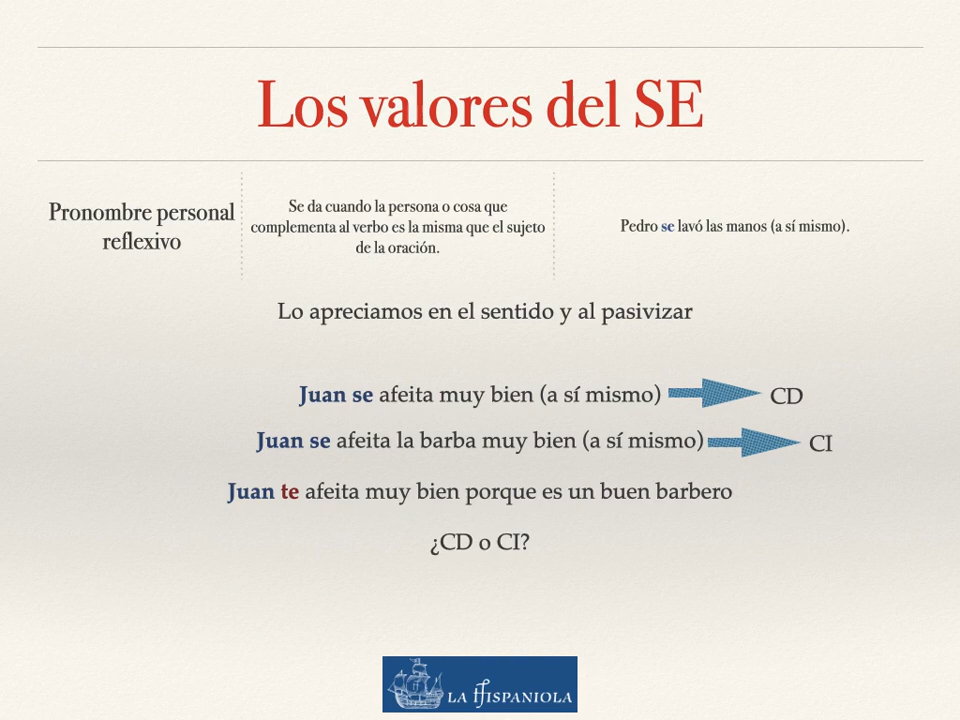 Los valores del SE
Pronombre personal
reflexivo
Se da cuando la persona o cosa que
complementa al verbo es la misma que el sujeto
de la oración.
Pedro se lavó las manos (a sí mismo).
Lo apreciamos en el sentido y al pasivizar
Juan se afeita muy bien (a sí mismo) CD
Juan se afeita la barba muy bien (a sí mismo) CI
Juan te afeita muy bien porque es un buen barbero
¿CD o CI?
LA HISPANIOLA